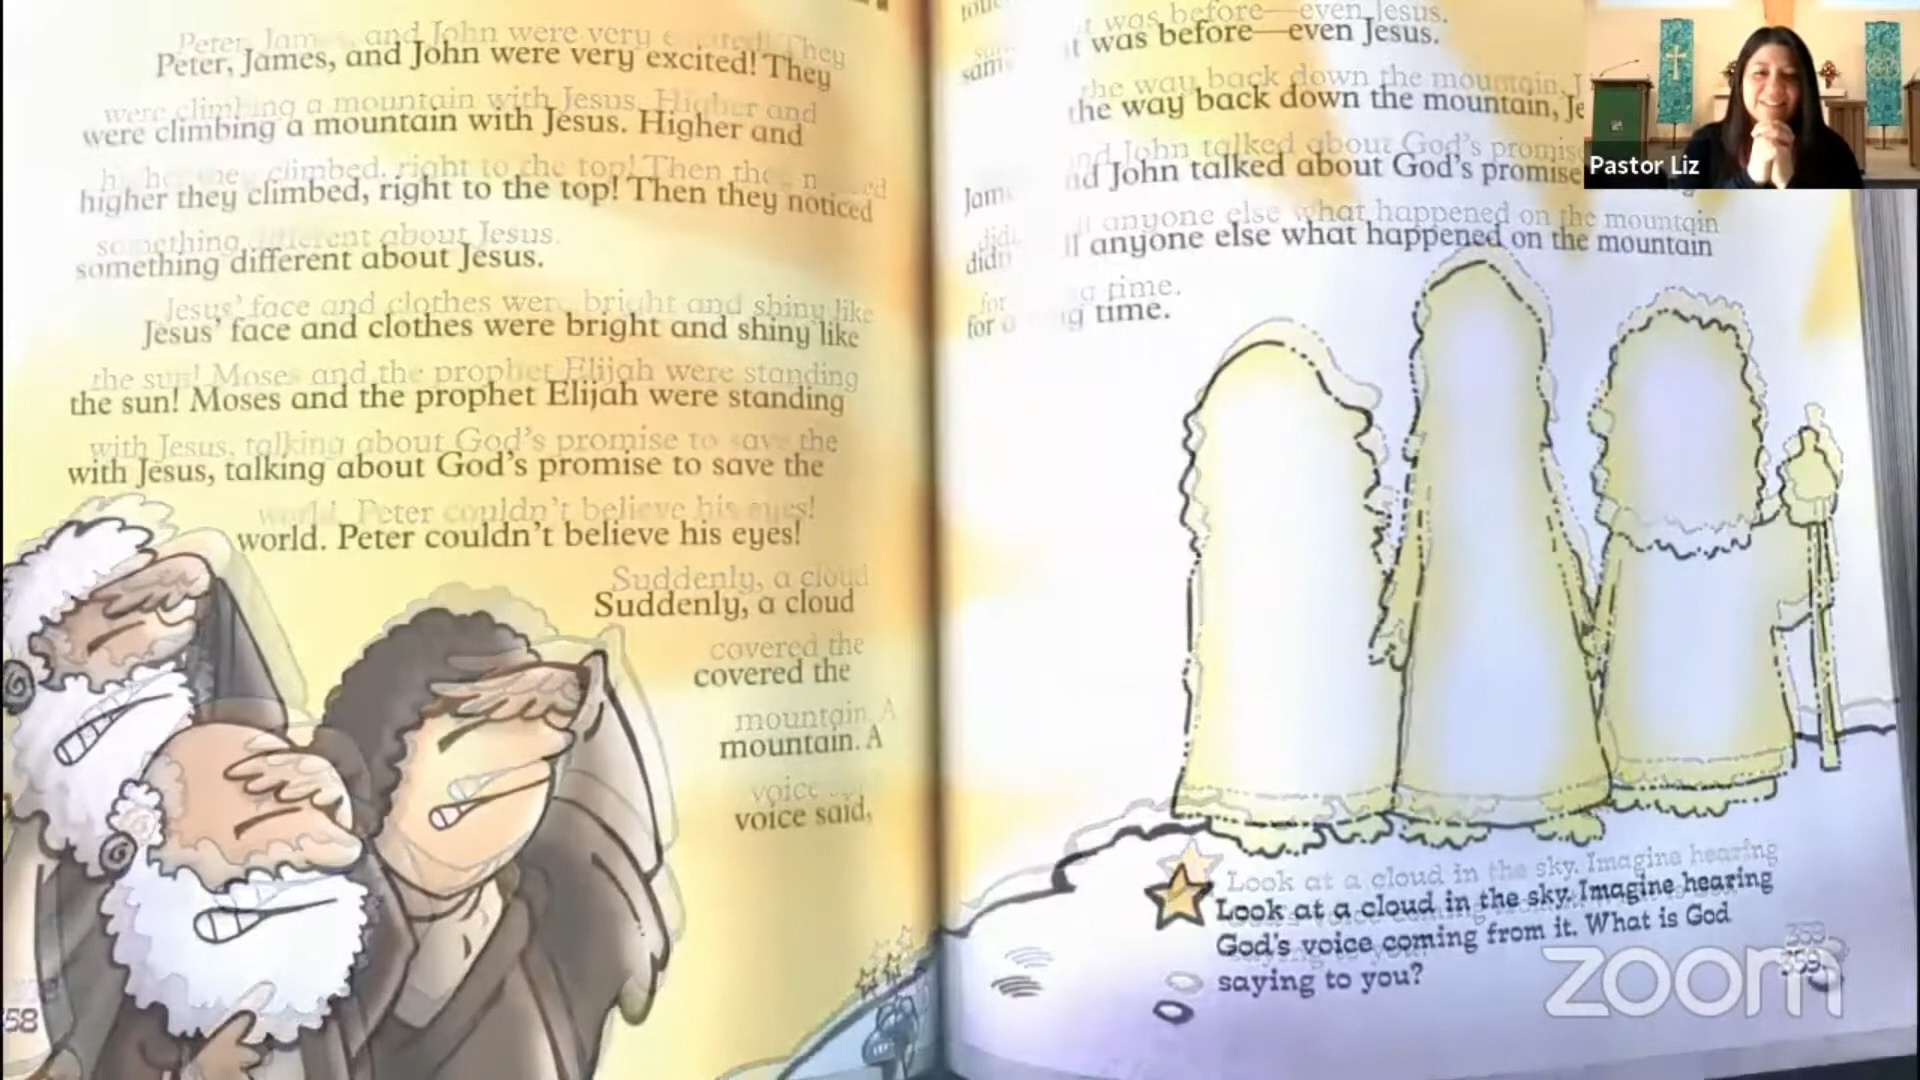 Peter, James, and John were very excited! They
were climbing a mountain with Jesus. Higher and
higher they climbed, right to the top! Then they noticed
something different about Jesus.
Jesus' face and clothes were bright and shiny like
the sun! Moses and the prophet Elijah were standing
with Jesus, talking about God's promise to save the
world. Peter couldn't believe his eyes!
Suddenly, a cloud
covered the
mountain. A
voice said,
58
it was before—even Jesus.
the way back down the mountain,
and John talked about God's promise
anyone else what happened on the mountain
for time.
Look at a cloud in the sky. Imagine hearing
God's voice coming from it. What is God
saying to you?
359
Pastor Liz
zoom